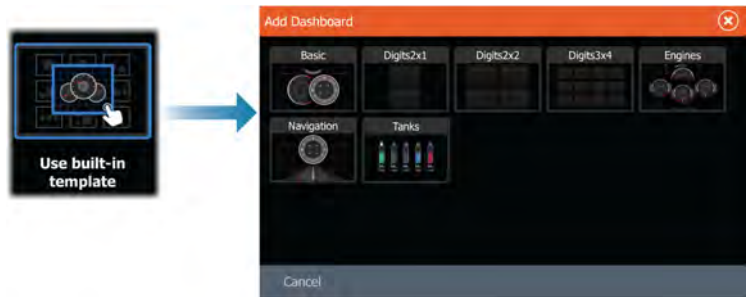 Use built-in
template
Add Dashboard
Basic
Digits2x1
Digits2x2
Digits3x4
Engines
Navigation
Tanks
Cancel